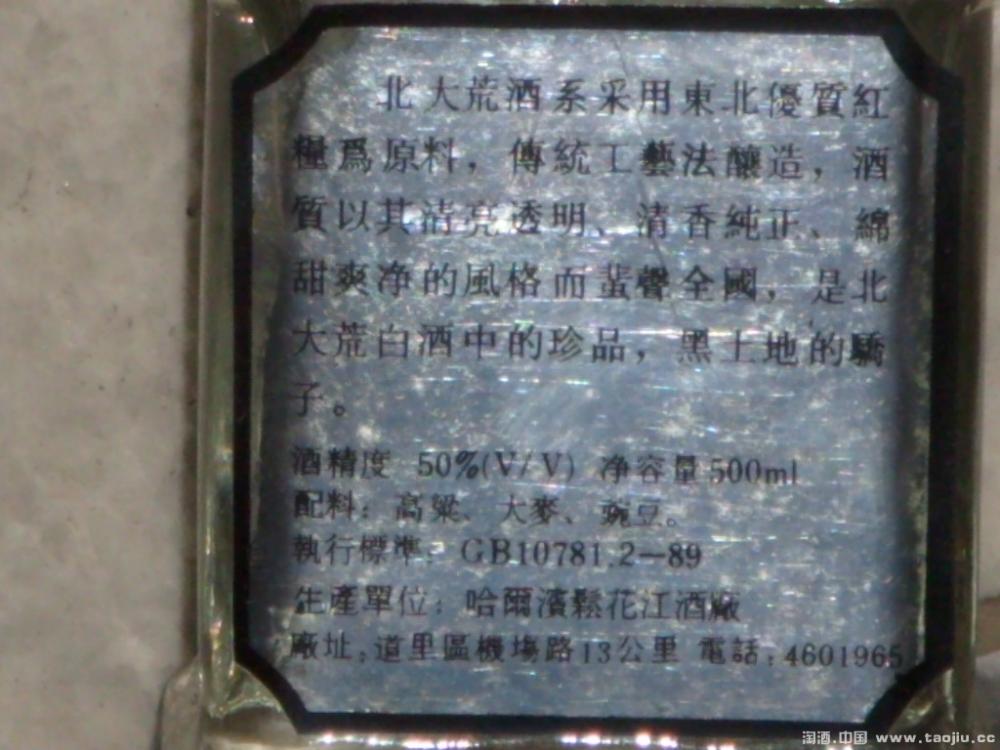 北大荒酒系采用東北優質紅
糧爲原料，傳統工藝法釀造，酒
質以其清亮透明、清香純正、綿
甜爽净的風格而蜚聲全國，是北
大荒白酒中的珍品，黑土地的驕
子。
酒精度 50%(V/V) 净容量500ml
配料：高粱、大麥、豌豆。
執行標準：GB10781.2-89
生產單位：哈爾濱鬆花江酒廠
廠址：道里區機場路13公里 電話：4601965
淘酒.中国 www.taojiu.cc